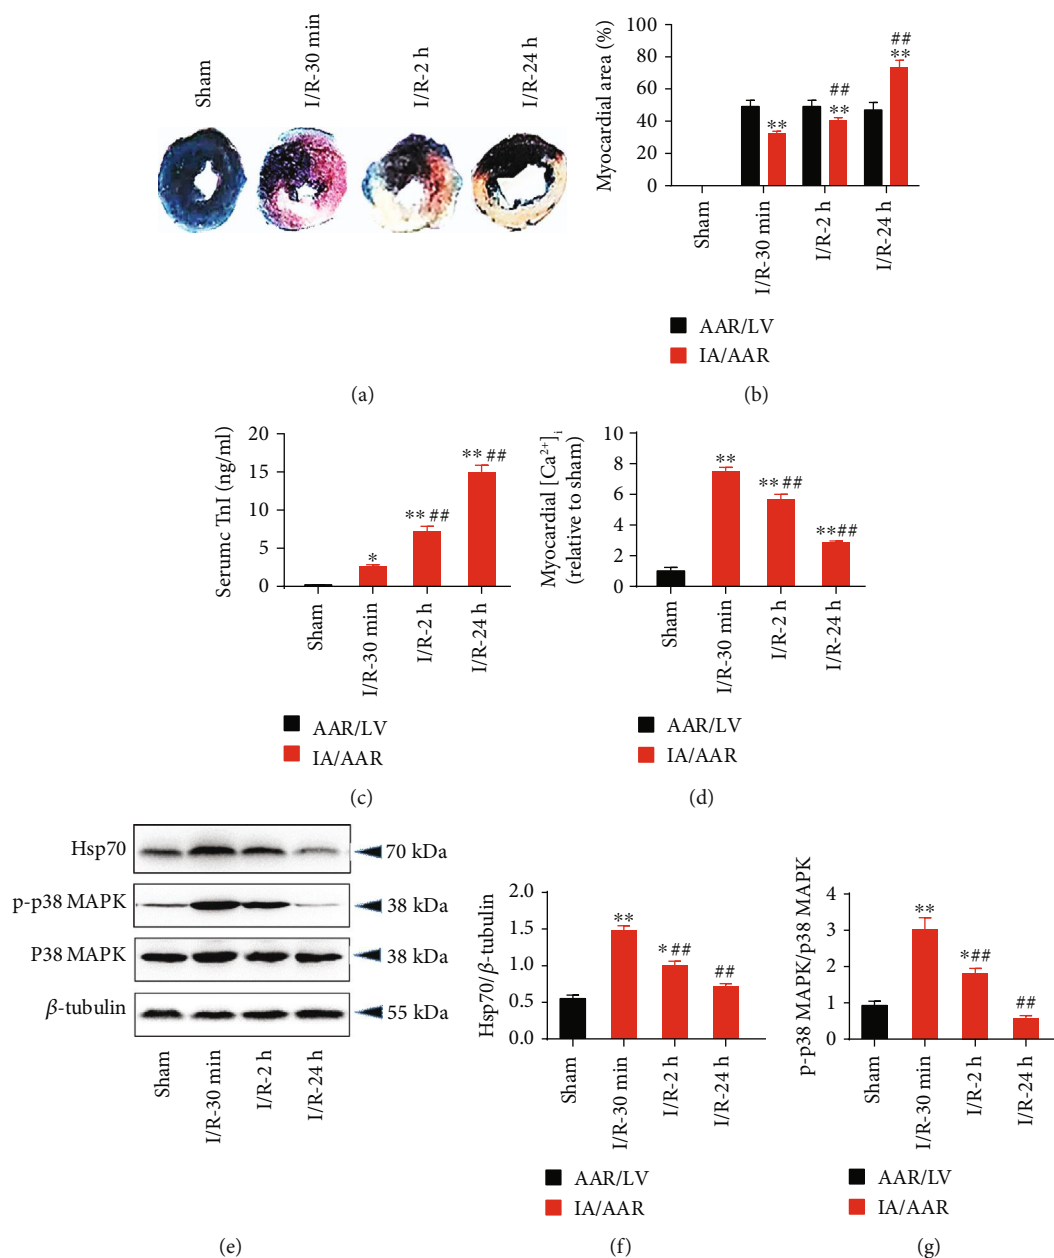 Sham
I/R-30 min
I/R-2 h
I/R-24 h
(a)
Myocardial area (%)
100
80
60
40
20
0
**
##
**
##
**
Sham
I/R-30 min
I/R-2 h
I/R-24 h
AAR/LV
IA/AAR
(b)
Serumc TnI (ng/ml)
20
15
10
5
0
*
** ##
** ##
Sham
I/R-30 min
I/R-2 h
I/R-24 h
AAR/LV
IA/AAR
(c)
Myocardial [Ca²⁺]ᵢ
(relative to sham)
10
8
6
4
2
0
**
** ##
**##
Sham
I/R-30 min
I/R-2 h
I/R-24 h
AAR/LV
IA/AAR
(d)
Hsp70
70 kDa
p-p38 MAPK
38 kDa
P38 MAPK
38 kDa
β-tubulin
55 kDa
Sham
I/R-30 min
I/R-2 h
I/R-24 h
(e)
Hsp70/β-tubulin
2.0
1.5
1.0
0.5
0.0
**
* ##
##
Sham
I/R-30 min
I/R-2 h
I/R-24 h
AAR/LV
IA/AAR
(f)
p-p38 MAPK/p38 MAPK
4
3
2
1
0
**
*##
##
Sham
I/R-30 min
I/R-2 h
I/R-24 h
AAR/LV
IA/AAR
(g)